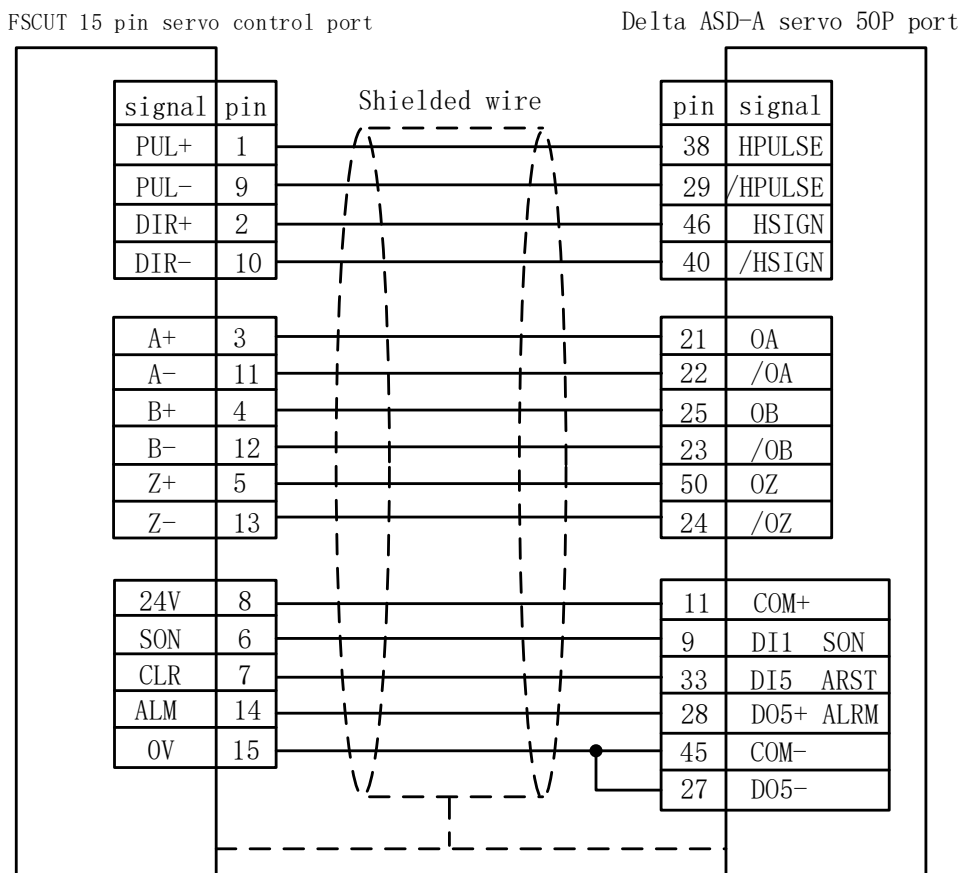 FSCUT 15 pin servo control port
Delta ASD-A servo 50P port
Shielded wire
signal pin pin signal
PUL+ 1 38 HPULSE
PUL- 9 29 /HPULSE
DIR+ 2 46 HSIGN
DIR- 10 40 /HSIGN
A+ 3 21 OA
A- 11 22 /OA
B+ 4 25 OB
B- 12 23 /OB
Z+ 5 50 OZ
Z- 13 24 /OZ
24V 8 11 COM+
SON 6 9 DI1 SON
CLR 7 33 DI5 ARST
ALM 14 28 DO5+ ALRM
0V 15 45 COM-
27 DO5-